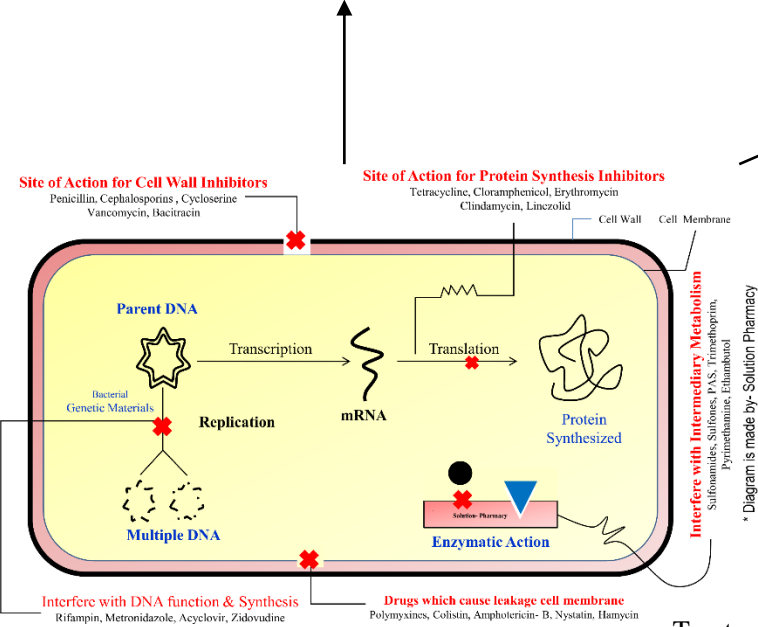 Site of Action for Cell Wall Inhibitors
Penicillin, Cephalosporins , Cycloserine
Vancomycin, Bacitracin
Site of Action for Protein Synthesis Inhibitors
Tetracycline, Cloramphenicol, Erythromycin
Clindamycin, Linezolid
Cell Wall
Cell Membrane
Parent DNA
Transcription
Translation
mRNA
Protein
Synthesized
Bacterial
Genetic Materials
Replication
Multiple DNA
Solution- Pharmacy
Enzymatic Action
Interfere with Intermediary Metabolism
Sulfonamides, Sulfones, PAS, Trimethoprim,
Pyrimethamine, Ethambutol
* Diagram is made by- Solution Pharmacy
Interfere with DNA function & Synthesis
Rifampin, Metronidazole, Acyclovir, Zidovudine
Drugs which cause leakage cell membrane
Polymyxines, Colistin, Amphotericin- B, Nystatin, Hamycin